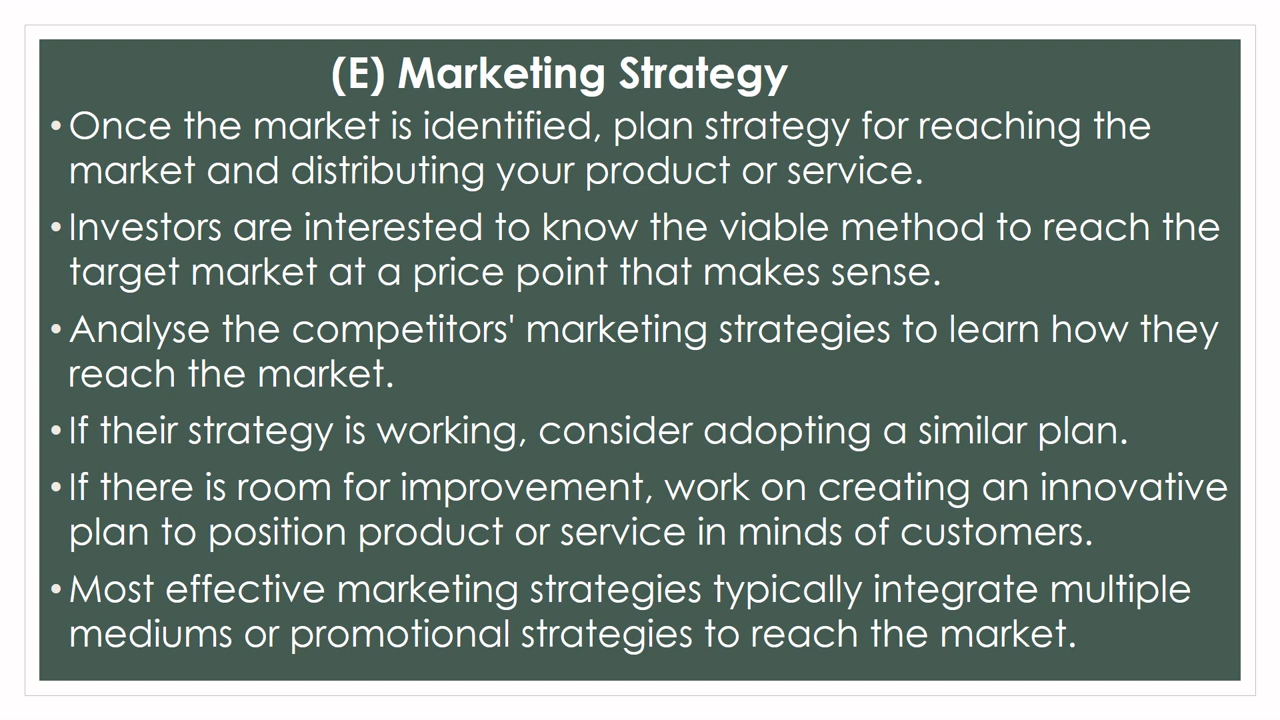 (E) Marketing Strategy
• Once the market is identified, plan strategy for reaching the
market and distributing your product or service.
• Investors are interested to know the viable method to reach the
target market at a price point that makes sense.
• Analyse the competitors' marketing strategies to learn how they
reach the market.
• If their strategy is working, consider adopting a similar plan.
• If there is room for improvement, work on creating an innovative
plan to position product or service in minds of customers.
• Most effective marketing strategies typically integrate multiple
mediums or promotional strategies to reach the market.